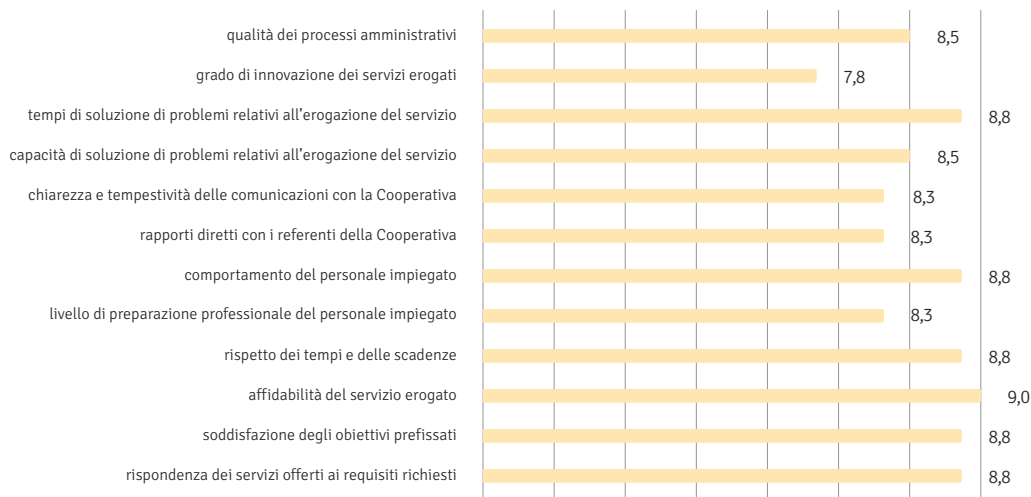 qualità dei processi amministrativi 8,5
grado di innovazione dei servizi erogati 7,8
tempi di soluzione di problemi relativi all'erogazione del servizio 8,8
capacità di soluzione di problemi relativi all'erogazione del servizio 8,5
chiarezza e tempestività delle comunicazioni con la Cooperativa 8,3
rapporti diretti con i referenti della Cooperativa 8,3
comportamento del personale impiegato 8,8
livello di preparazione professionale del personale impiegato 8,3
rispetto dei tempi e delle scadenze 8,8
affidabilità del servizio erogato 9,0
soddisfazione degli obiettivi prefissati 8,8
rispondenza dei servizi offerti ai requisiti richiesti 8,8